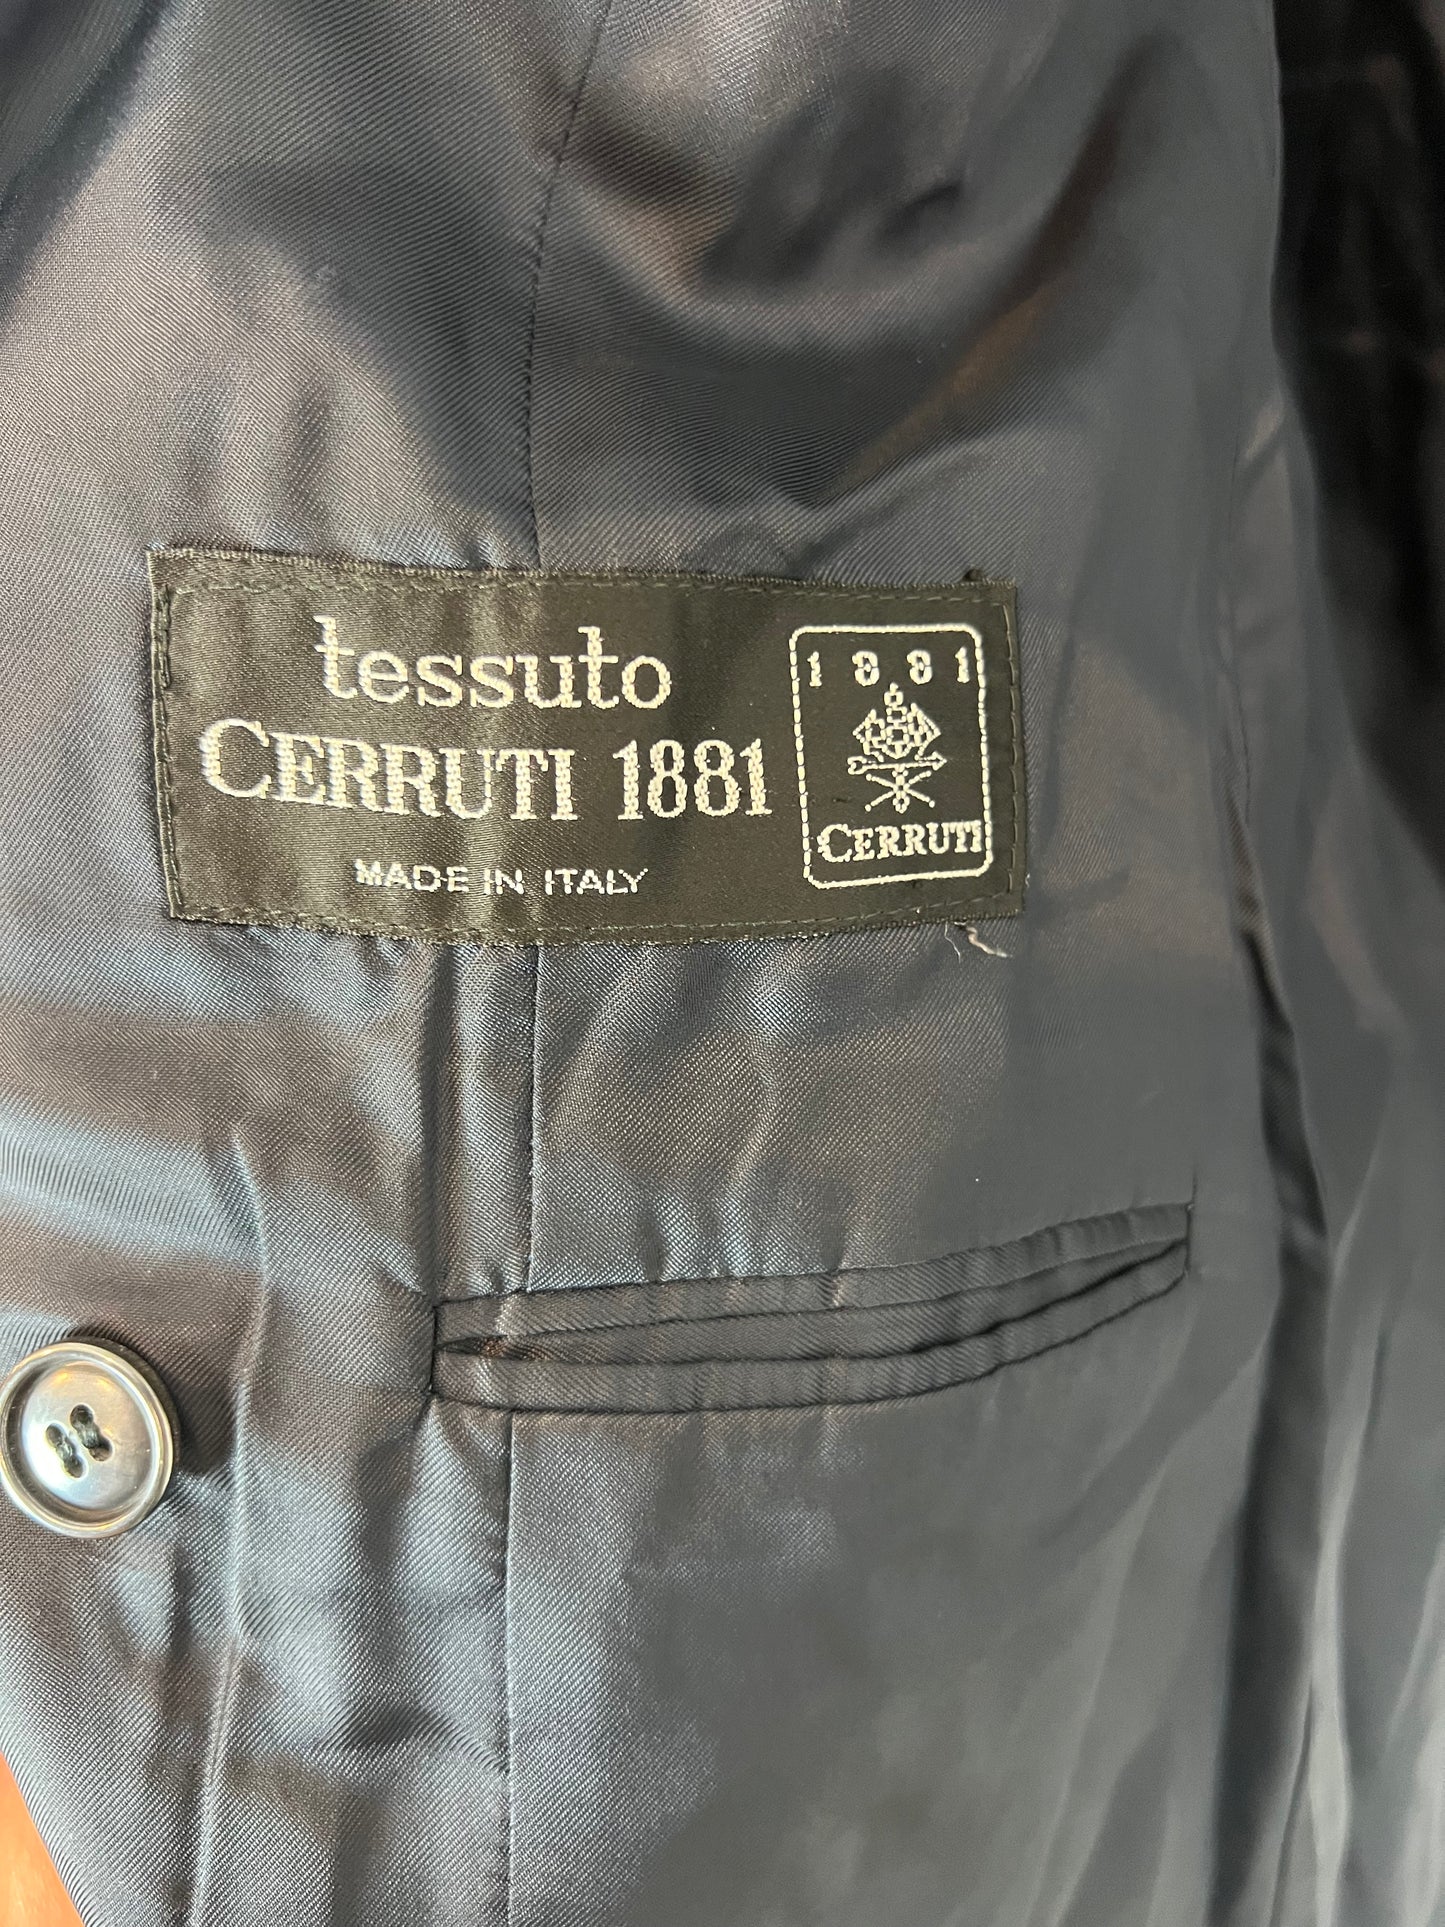 tessuto
CERRUTI 1881
MADE IN ITALY
1881
CERRUTI